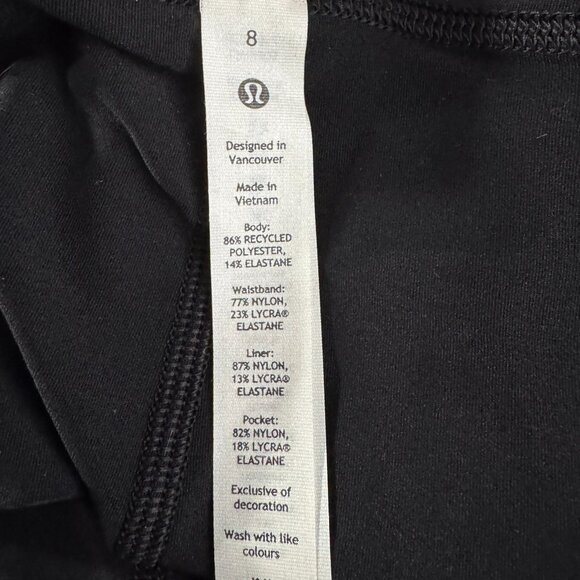 8
Designed in
Vancouver
Made in
Vietnam
Body:
86% RECYCLED
POLYESTER,
14% ELASTANE
Waistband:
77% NYLON,
23% LYCRA®
ELASTANE
Liner:
87% NYLON,
13% LYCRA®
ELASTANE
Pocket:
82% NYLON,
18% LYCRA®
ELASTANE
Exclusive of
decoration
Wash with like
colours